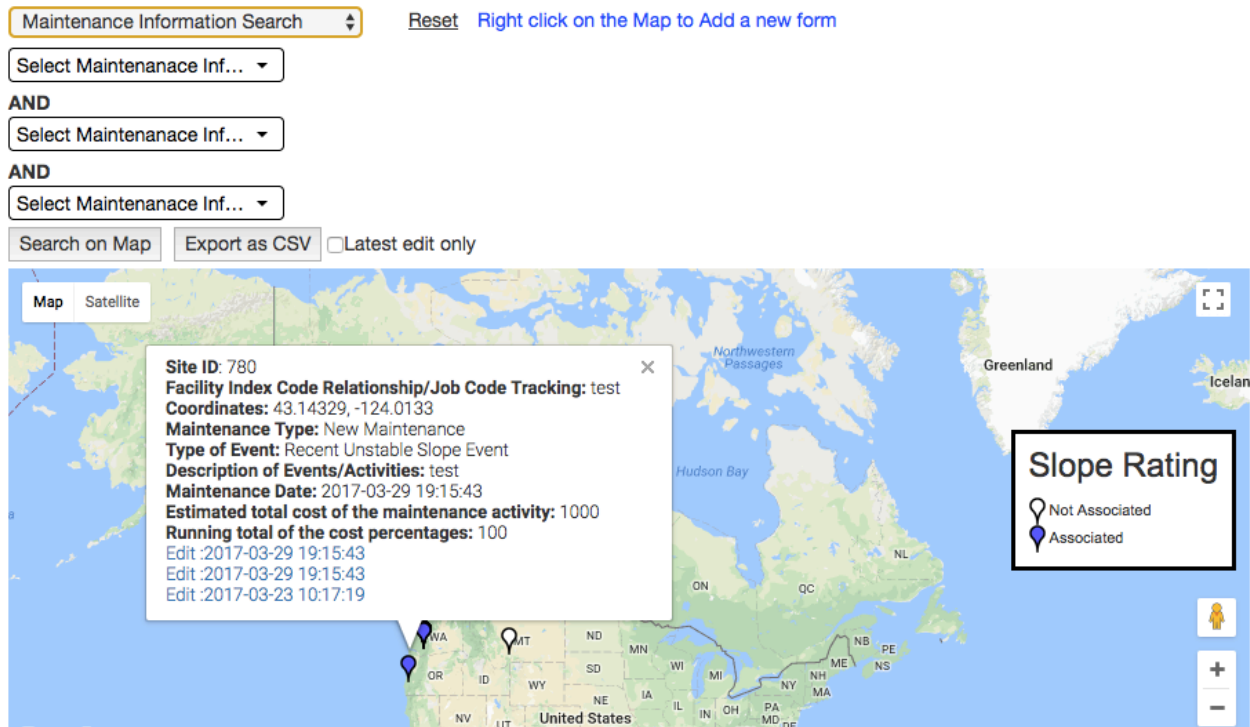 Maintenance Information Search
Reset
Right click on the Map to Add a new form
Select Maintenanace Inf...
AND
Select Maintenanace Inf...
AND
Select Maintenanace Inf...
Search on Map
Export as CSV
Latest edit only
Map
Satellite
Site ID: 780
Facility Index Code Relationship/Job Code Tracking: test
Coordinates: 43.14329, -124.0133
Maintenance Type: New Maintenance
Type of Event: Recent Unstable Slope Event
Description of Events/Activities: test
Maintenance Date: 2017-03-29 19:15:43
Estimated total cost of the maintenance activity: 1000
Running total of the cost percentages: 100
Edit :2017-03-29 19:15:43
Edit :2017-03-29 19:15:43
Edit :2017-03-23 10:17:19
Northwestern
Passages
Greenland
Icelan
Hudson Bay
Slope Rating
Not Associated
Associated
NL
ON
QC
WA
MT
ND
MN
NB
PE
OR
ID
SD
WI
MI
ME
NS
NH
WY
NY
MA
NE
IA
IL
IN
OH
PA
NV
UT
United States
MD
DE